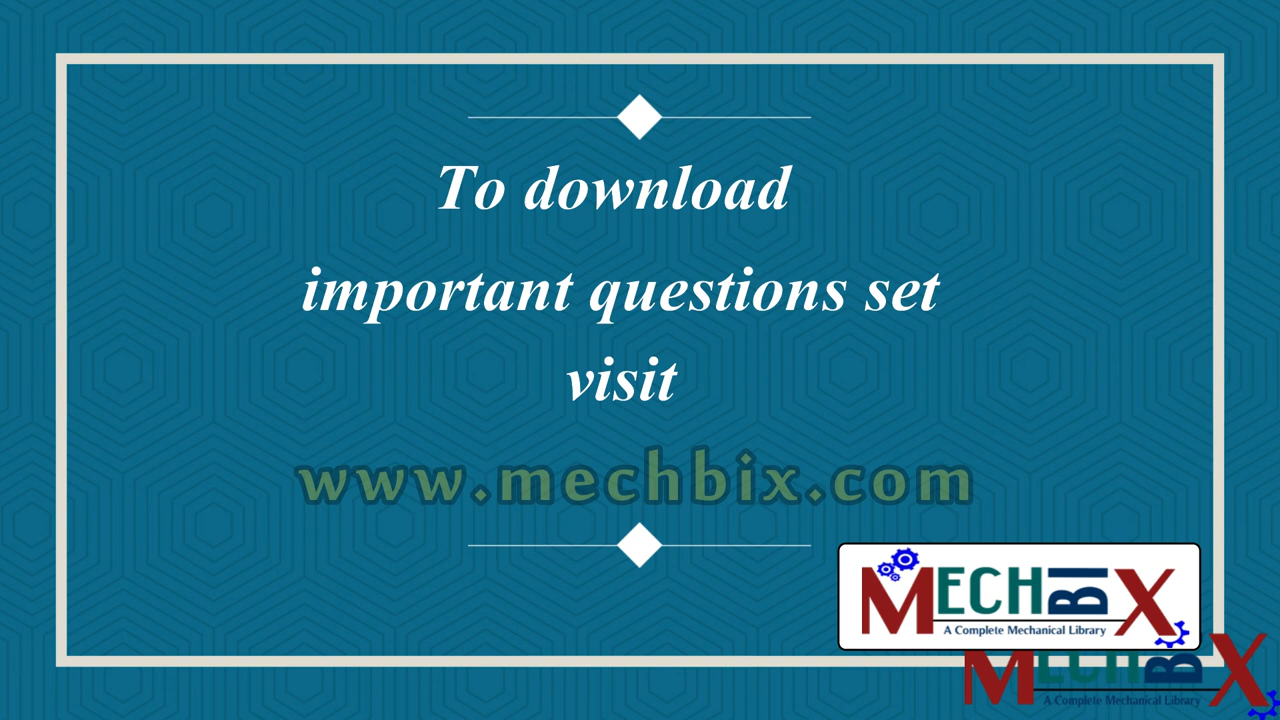 To download
important questions set
visit
www.mechbix.com
MECHBIX
A Complete Mechanical Library
MECHBIX
A Complete Mechanical Library